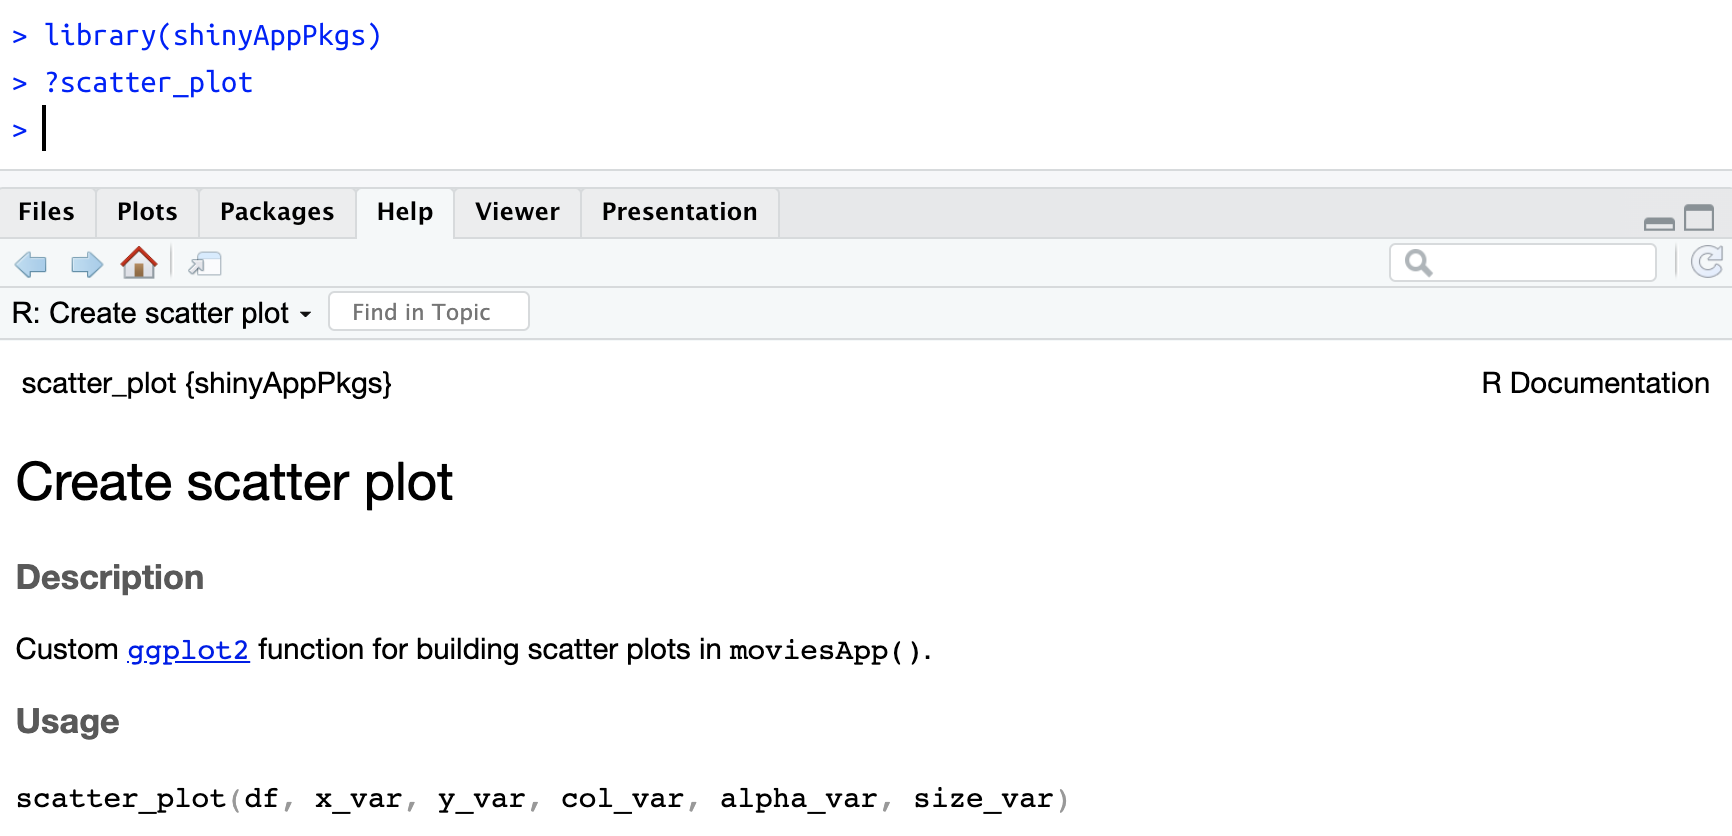 > library(shinyAppPkgs)
> ?scatter_plot
>
Files Plots Packages Help Viewer Presentation
R: Create scatter plot Find in Topic
scatter_plot {shinyAppPkgs} R Documentation
Create scatter plot
Description
Custom ggplot2 function for building scatter plots in moviesApp().
Usage
scatter_plot(df, x_var, y_var, col_var, alpha_var, size_var)